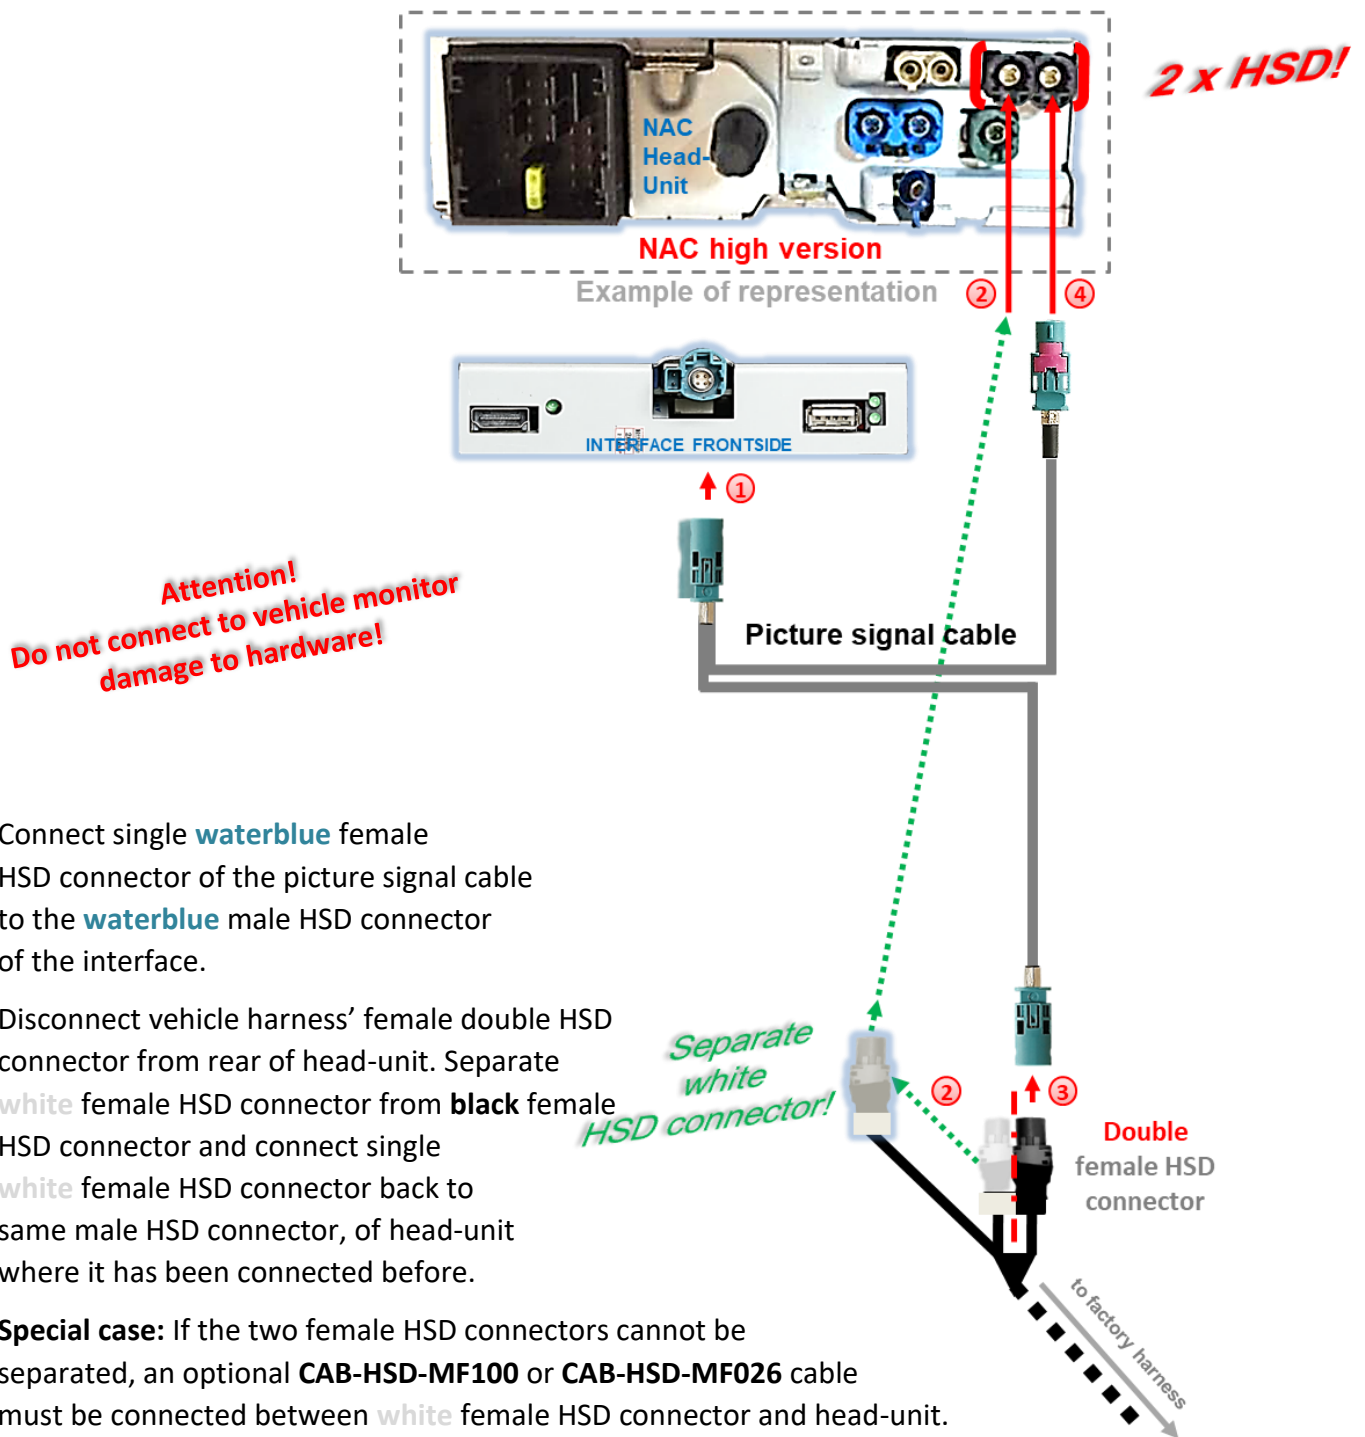 2 x HSD!
NAC
Head-
Unit
NAC high version
Example of representation
2
4
INTERFACE FRONTSIDE
1
Attention!
Do not connect to vehicle monitor
damage to hardware!
Picture signal cable
Connect single waterblue female
HSD connector of the picture signal cable
to the waterblue male HSD connector
of the interface.
Disconnect vehicle harness’ female double HSD
connector from rear of head-unit. Separate
white female HSD connector from black female
HSD connector and connect single
white female HSD connector back to
same male HSD connector, of head-unit
where it has been connected before.
Separate
white
HSD connector!
2
3
Double
female HSD
connector
to factory harness
Special case: If the two female HSD connectors cannot be
separated, an optional CAB-HSD-MF100 or CAB-HSD-MF026 cable
must be connected between white female HSD connector and head-unit.